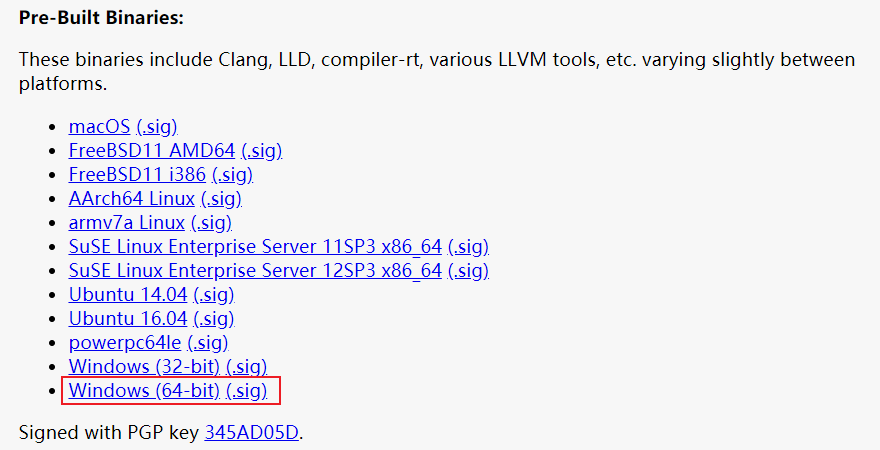 Pre-Built Binaries:
These binaries include Clang, LLD, compiler-rt, various LLVM tools, etc. varying slightly between
platforms.
macOS (.sig)
FreeBSD11 AMD64 (.sig)
FreeBSD11 i386 (.sig)
AArch64 Linux (.sig)
armv7a Linux (.sig)
SuSE Linux Enterprise Server 11SP3 x86_64 (.sig)
SuSE Linux Enterprise Server 12SP3 x86_64 (.sig)
Ubuntu 14.04 (.sig)
Ubuntu 16.04 (.sig)
powerpc64le (.sig)
Windows (32-bit) (.sig)
Windows (64-bit) (.sig)
Signed with PGP key 345AD05D.